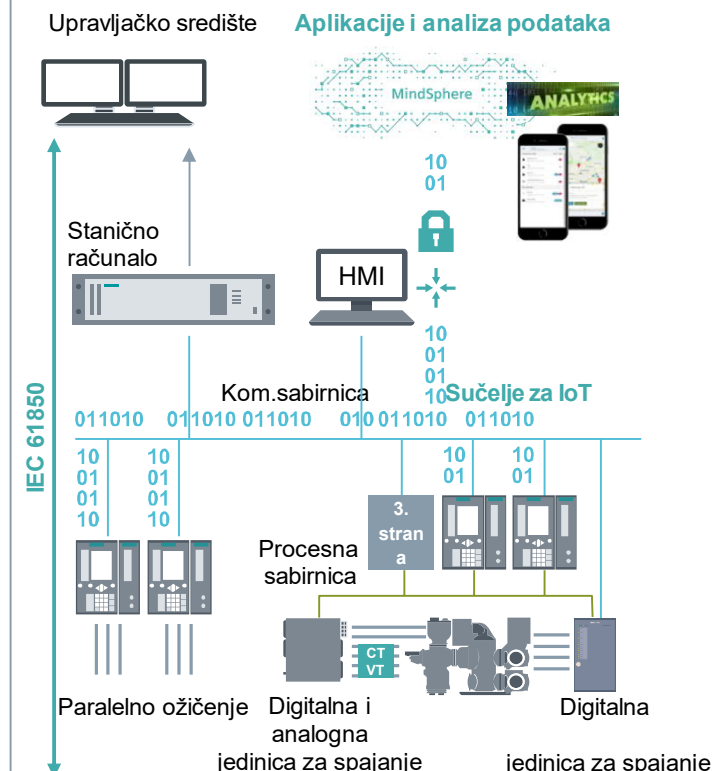 Upravljačko središte
Aplikacije i analiza podataka
MindSphere
ANALYTICS
10
01
Stanično
računalo
HMI
10
01
01
10
Kom.sabirnica
Sučelje za IoT
011010 011010 011010 010 011010 011010
IEC 61850
10
01
01
10
10
01
01
10
10
01
10
01
3.
stran
a
Procesna
sabirnica
CT
VT
Paralelno ožičenje
Digitalna i
analogna
jedinica za spajanje
Digitalna
jedinica za spajanje